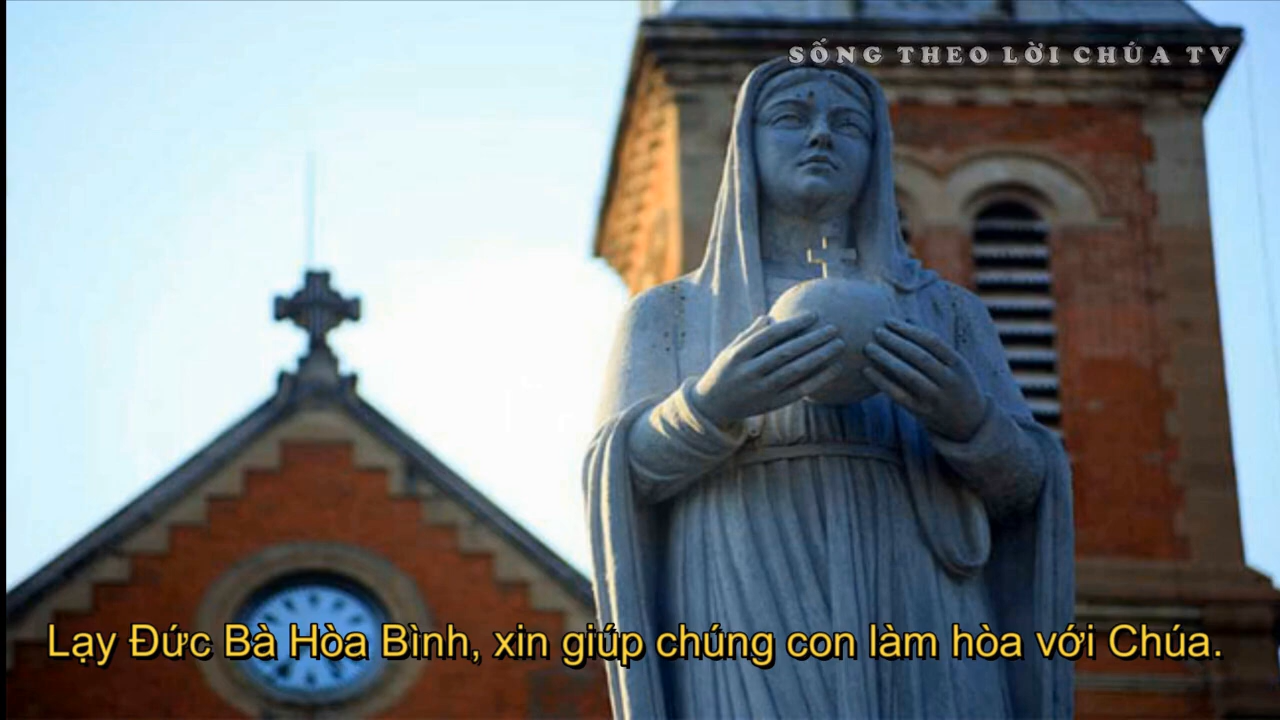 SỐNG THEO LỜI CHÚA TV
Lạy Đức Bà Hòa Bình, xin giúp chúng con làm hòa với Chúa.